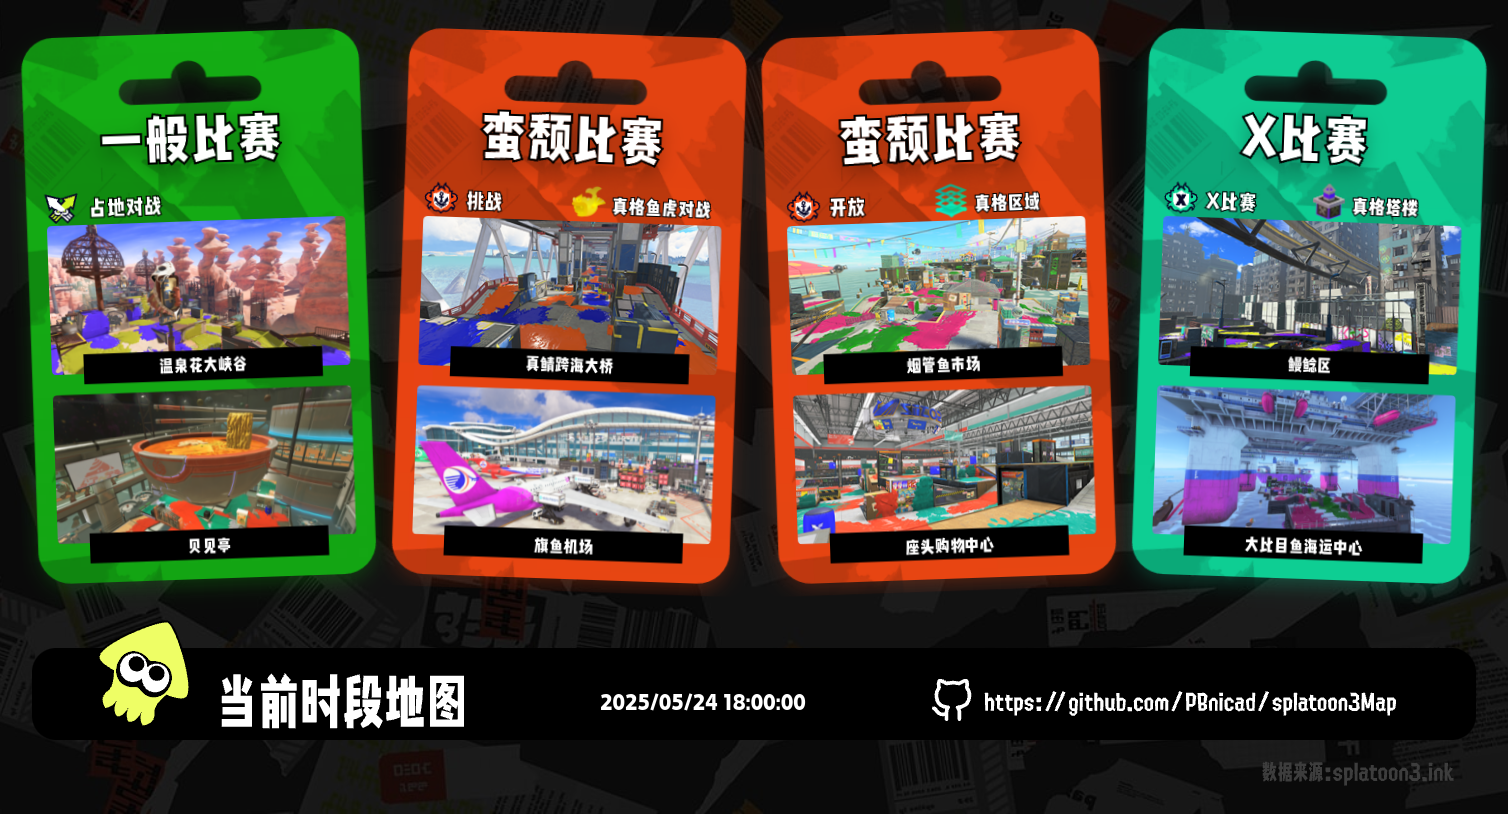 一般比赛
占地对战
温泉花大峡谷
贝见亭
蛮颓比赛
挑战
真格鱼虎对战
真鲭跨海大桥
旗鱼机场
蛮颓比赛
开放
真格区域
烟管鱼市场
座头购物中心
X比赛
X比赛
真格塔楼
鳗鲶区
大比目鱼海运中心
当前时段地图
2025/05/24 18:00:00
https://github.com/PBnicad/splatoon3Map
数据来源:splatoon3.ink